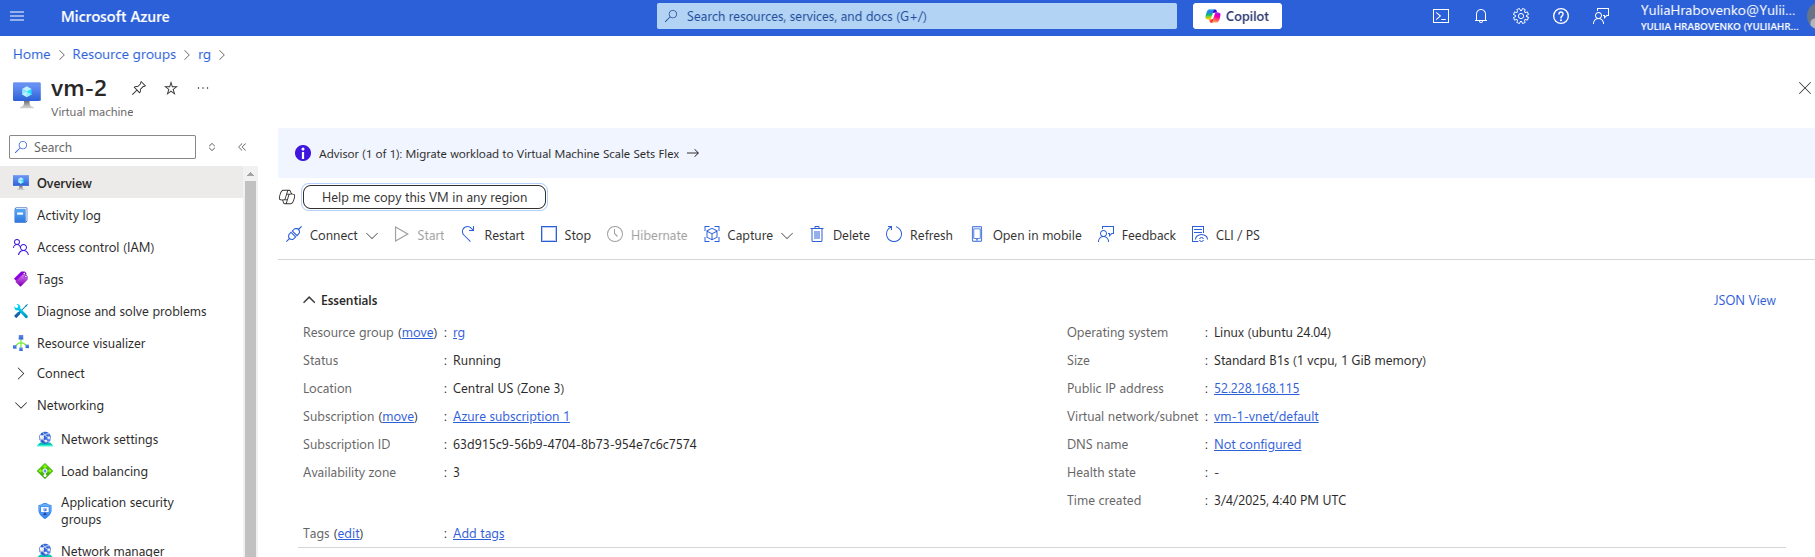 Microsoft Azure
Search resources, services, and docs (G+/)
Copilot
YuliaHrabovenko@Yulii...
YULIIA HRABOVENKO (YULIIAHR...
Home > Resource groups > rg >
vm-2
Virtual machine
Search
Advisor (1 of 1): Migrate workload to Virtual Machine Scale Sets Flex →
Help me copy this VM in any region
Connect Start Restart Stop Hibernate Capture Delete Refresh Open in mobile Feedback CLI / PS
Overview
Activity log
Access control (IAM)
Tags
Diagnose and solve problems
Resource visualizer
Connect
Networking
Network settings
Load balancing
Application security
groups
Network manager
Essentials
JSON View
Resource group (move) : rg
Status : Running
Location : Central US (Zone 3)
Subscription (move) : Azure subscription 1
Subscription ID : 63d915c9-56b9-4704-8b73-954e7c6c7574
Availability zone : 3
Operating system : Linux (ubuntu 24.04)
Size : Standard B1s (1 vcpu, 1 GiB memory)
Public IP address : 52.228.168.115
Virtual network/subnet : vm-1-vnet/default
DNS name : Not configured
Health state : -
Time created : 3/4/2025, 4:40 PM UTC
Tags (edit) : Add tags